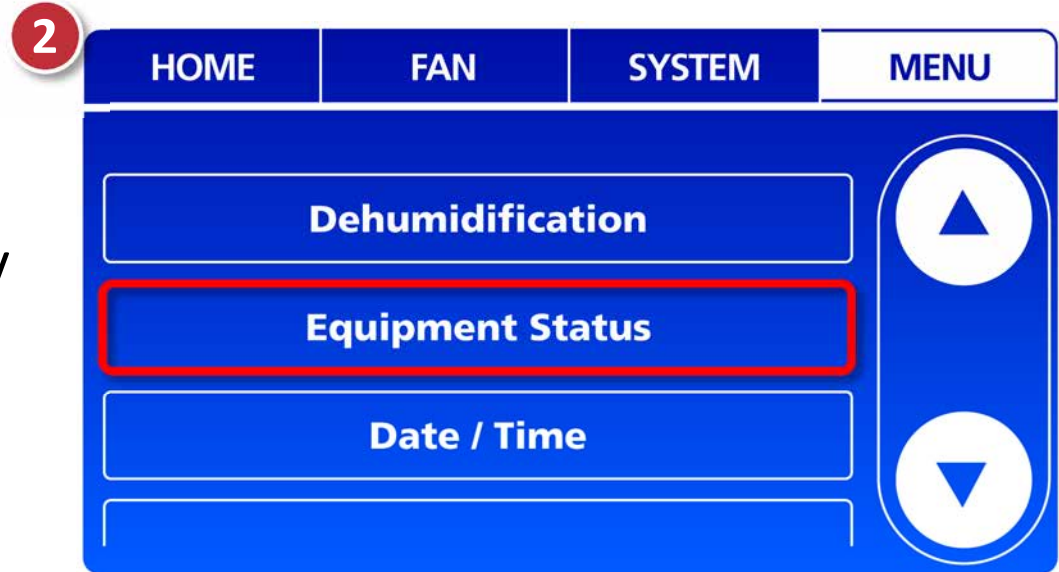 2
HOME FAN SYSTEM MENU
Dehumidification
/
Equipment Status
Date / Time